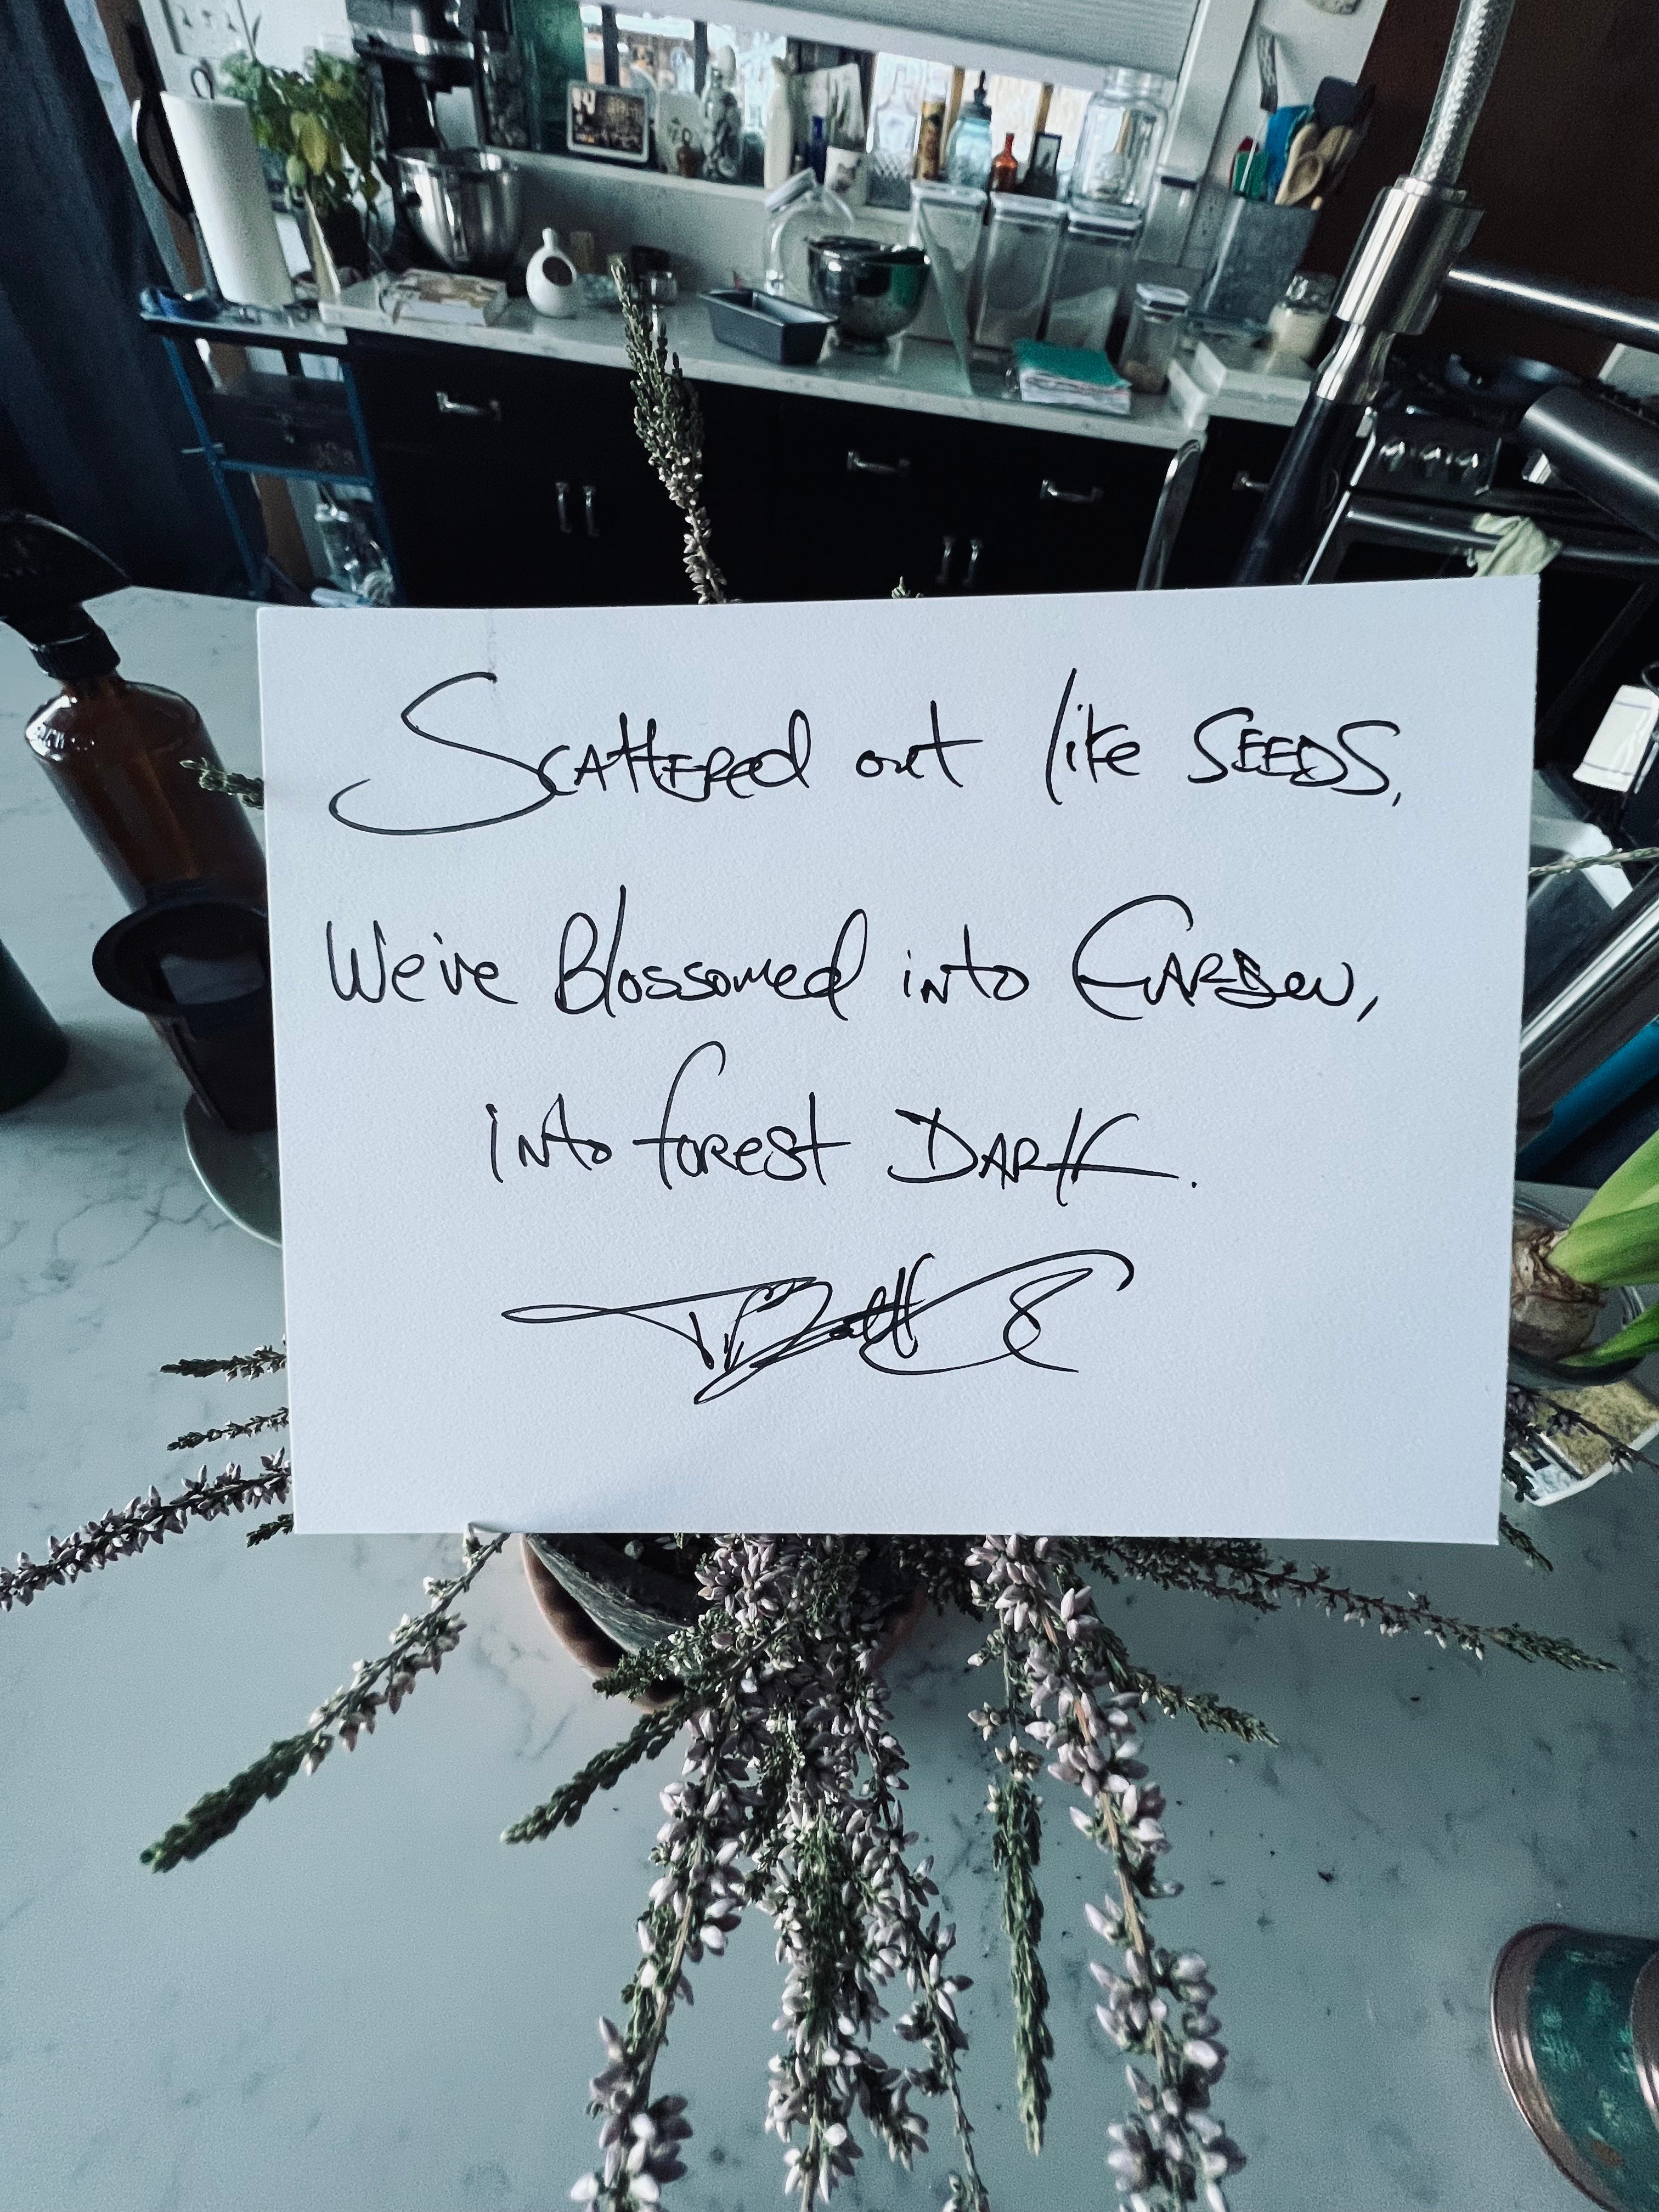 Scattered out like SEEDS,
We've Blossomed into Garden,
into forest DARK.